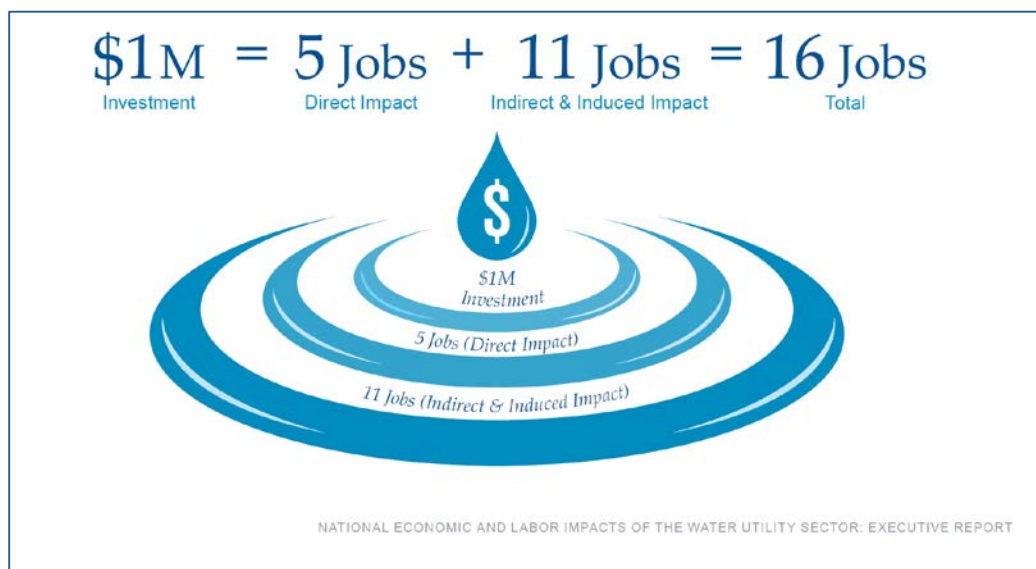 $1M = 5 Jobs + 11 Jobs = 16 Jobs
Investment Direct Impact Indirect & Induced Impact Total
$
$1M
Investment
5 Jobs (Direct Impact)
11 Jobs (Indirect & Induced Impact)
NATIONAL ECONOMIC AND LABOR IMPACTS OF THE WATER UTILITY SECTOR: EXECUTIVE REPORT